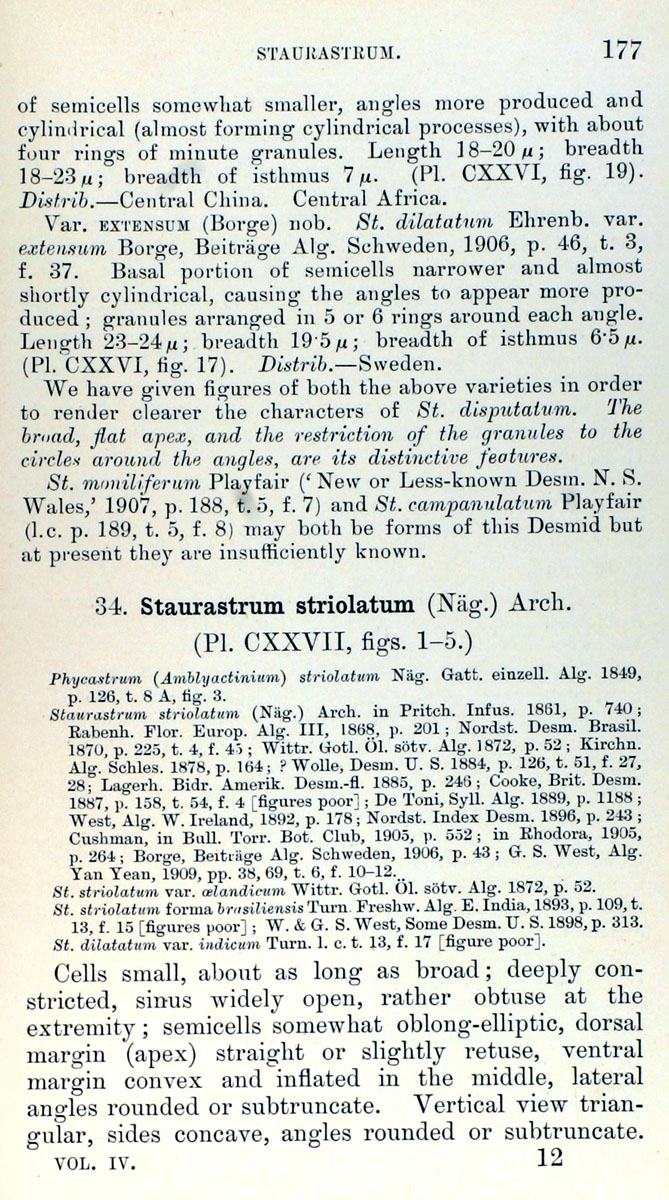 STAURASTRUM. 177
of semicells somewhat smaller, angles more produced and
cylindrical (almost forming cylindrical processes), with about
four rings of minute granules. Length 18–20 µ; breadth
18–23 µ; breadth of isthmus 7 µ. (Pl. CXXVI, fig. 19).
Distrib.—Central China. Central Africa.
Var. EXTENSUM (Borge) nob. St. dilatatum Ehrenb. var.
extensum Borge, Beiträge Alg. Schweden, 1906, p. 46, t. 3,
f. 37. Basal portion of semicells narrower and almost
shortly cylindrical, causing the angles to appear more pro-
duced; granules arranged in 5 or 6 rings around each angle.
Length 23–24 µ; breadth 19·5 µ; breadth of isthmus 6·5 µ.
(Pl. CXXVI, fig. 17). Distrib.—Sweden.
We have given figures of both the above varieties in order
to render clearer the characters of St. disputatum. The
broad, flat apex, and the restriction of the granules to the
circles around the angles, are its distinctive features.
St. moniliferum Playfair (‘New or Less-known Desm. N. S.
Wales,’ 1907, p. 188, t. 5, f. 7) and St. campanulatum Playfair
(l.c. p. 189, t. 5, f. 8) may both be forms of this Desmid but
at present they are insufficiently known.
34. Staurastrum striolatum (Näg.) Arch.
(Pl. CXXVII, figs. 1–5.)
Phycastrum (Amblyactinium) striolatum Näg. Gatt. einzell. Alg. 1849,
p. 126, t. 8 A, fig. 3.
Staurastrum striolatum (Näg.) Arch. in Pritch. Infus. 1861, p. 740;
Rabenh. Flor. Europ. Alg. III, 1868, p. 201; Nordst. Desm. Brasil.
1870, p. 225, t. 4, f. 45; Wittr. Gotl. Öl. sötv. Alg. 1872, p. 52; Kirchn.
Alg. Schles. 1878, p. 164; ? Wolle, Desm. U. S. 1884, p. 126, t. 51, f. 27,
28; Lagerh. Bidr. Amerik. Desm.-fl. 1885, p. 246; Cooke, Brit. Desm.
1887, p. 158, t. 54, f. 4 [figures poor]; De Toni, Syll. Alg. 1889, p. 1188;
West, Alg. W. Ireland, 1892, p. 178; Nordst. Index Desm. 1896, p. 243;
Cushman, in Bull. Torr. Bot. Club, 1905, p. 552; in Rhodora, 1905,
p. 264; Borge, Beiträge Alg. Schweden, 1906, p. 43; G. S. West, Alg.
Yan Yean, 1909, pp. 38, 69, t. 6, f. 10–12.
St. striolatum var. œlandicum Wittr. Gotl. Öl. sötv. Alg. 1872, p. 52.
St. striolatum forma brasiliensis Turn. Freshw. Alg. E. India, 1893, p. 109, t.
13, f. 15 [figures poor]; W. & G. S. West, Some Desm. U. S. 1898, p. 313.
St. dilatatum var. indicum Turn. l. c. t. 13, f. 17 [figure poor].
Cells small, about as long as broad; deeply con-
stricted, sinus widely open, rather obtuse at the
extremity; semicells somewhat oblong-elliptic, dorsal
margin (apex) straight or slightly retuse, ventral
margin convex and inflated in the middle, lateral
angles rounded or subtruncate. Vertical view trian-
gular, sides concave, angles rounded or subtruncate.
VOL. IV. 12